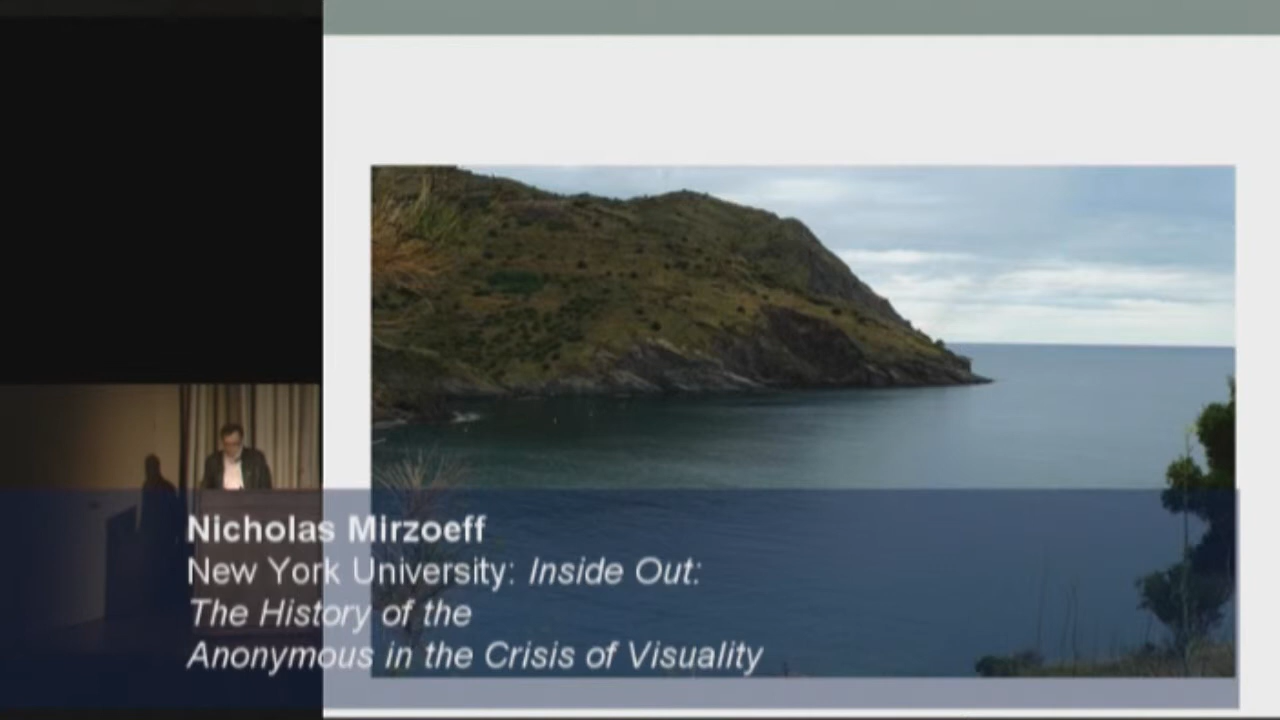 Nicholas Mirzoeff
New York University: Inside Out:
The History of the
Anonymous in the Crisis of Visuality